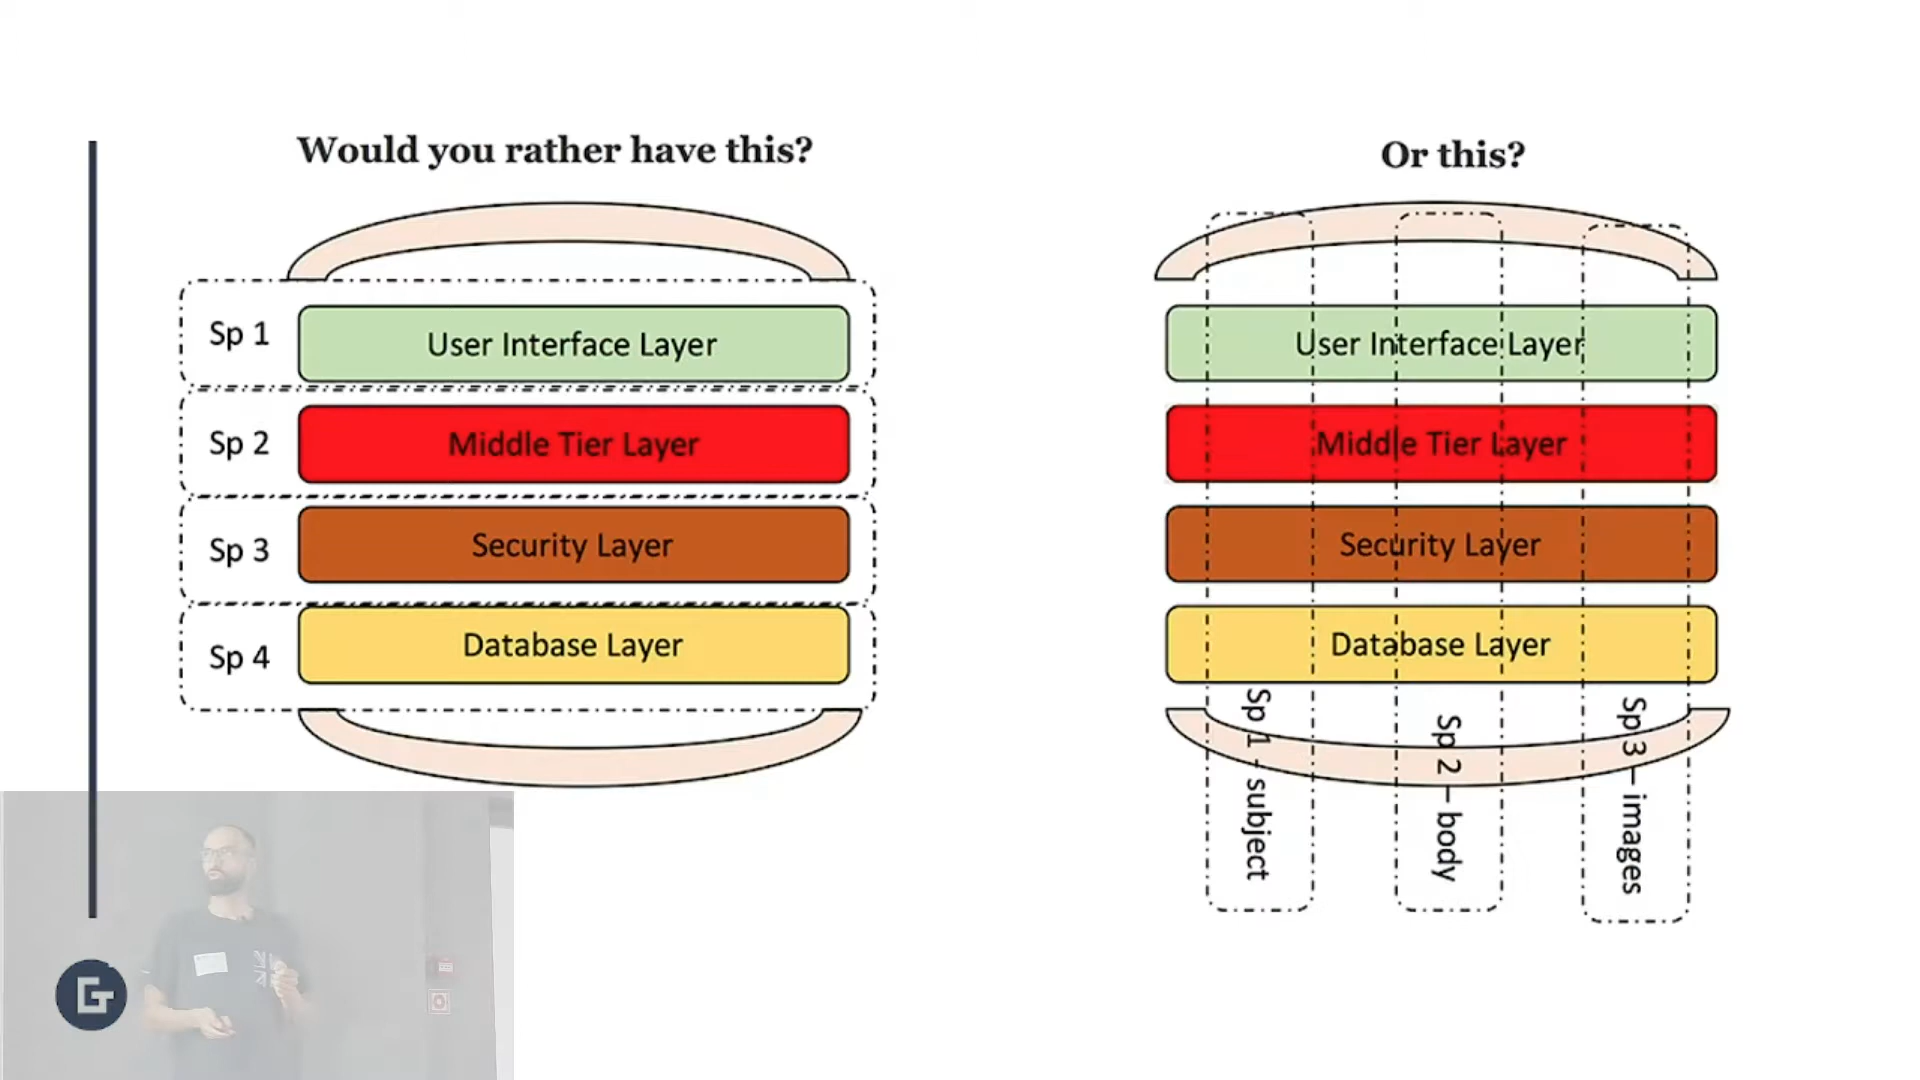 Would you rather have this?
Sp 1
User Interface Layer
Sp 2
Middle Tier Layer
Sp 3
Security Layer
Sp 4
Database Layer
Or this?
User Interface Layer
Middle Tier Layer
Security Layer
Database Layer
Sp 1 - subject
Sp 2 – body
Sp 3 – images